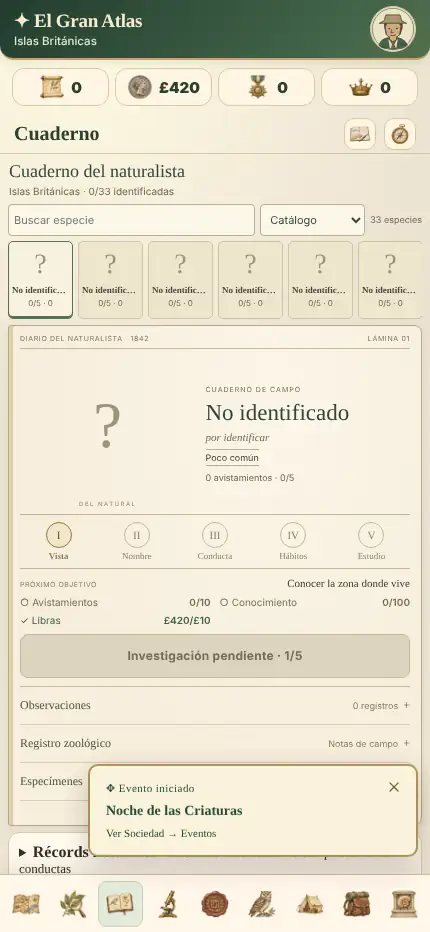 ✦ El Gran Atlas
Islas Británicas
0
£420
0
0
Cuaderno
Cuaderno del naturalista
Islas Británicas · 0/33 identificadas
Buscar especie
Catálogo
33 especies
? ? ? ? ? ?
No identific... No identific... No identific... No identific... No identific... No identific...
0/5 · 0 0/5 · 0 0/5 · 0 0/5 · 0 0/5 · 0 0/5 · 0
DIARIO DEL NATURALISTA · 1842
LÁMINA 01
?
DEL NATURAL
CUADERNO DE CAMPO
No identificado
por identificar
Poco común
0 avistamientos · 0/5
I II III IV V
Vista Nombre Conducta Hábitos Estudio
PRÓXIMO OBJETIVO
Conocer la zona donde vive
Avistamientos 0/10
Conocimiento 0/100
✓ Libras £420/£10
Investigación pendiente · 1/5
Observaciones
0 registros +
Registro zoológico
Notas de campo +
Especímenes
✥ Evento iniciado
Noche de las Criaturas
Ver Sociedad → Eventos
▶ Récords
conductas